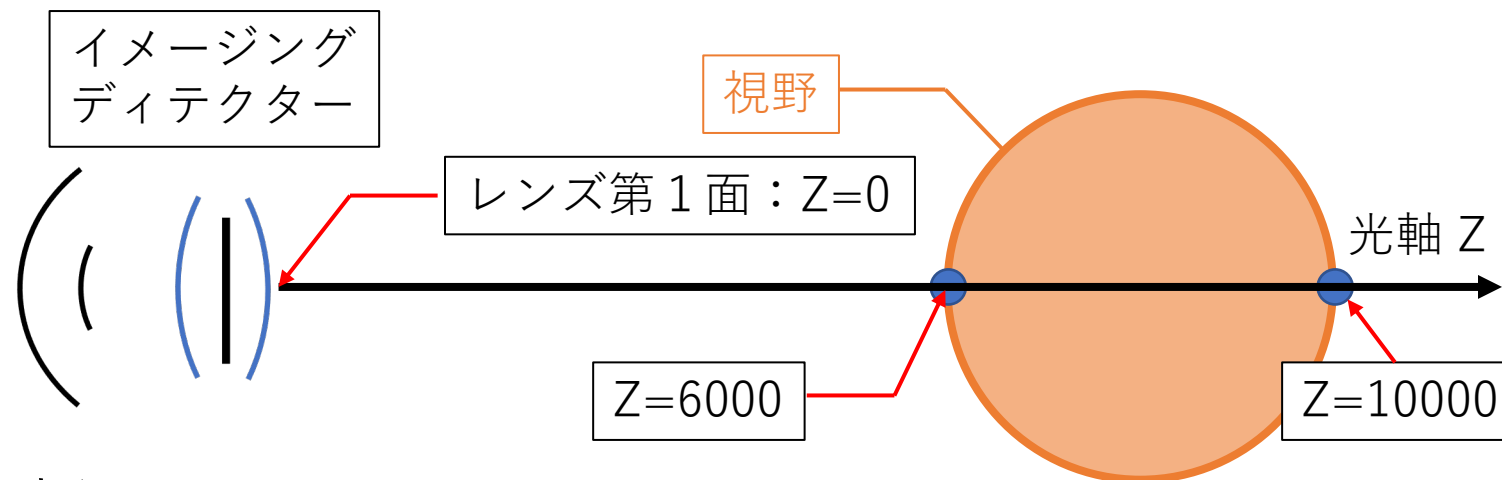 イメージング
ディテクター
視野
レンズ第１面：Z=0
光軸 Z
Z=6000
Z=10000